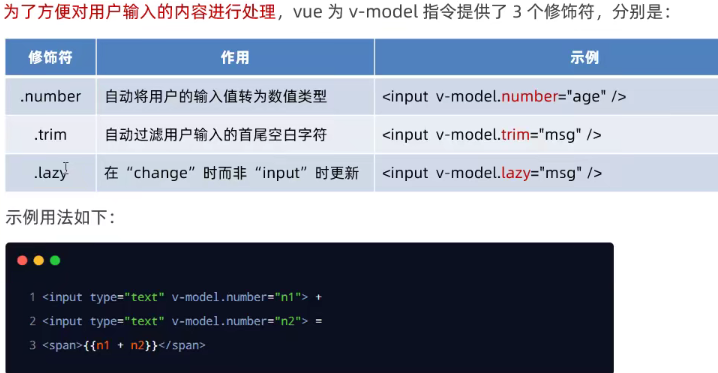 为了方便对用户输入的内容进行处理，vue 为 v-model 指令提供了 3 个修饰符，分别是：
修饰符 作用 示例
.number 自动将用户的输入值转为数值类型 <input v-model.number="age" />
.trim 自动过滤用户输入的首尾空白字符 <input v-model.trim="msg" />
.lazy 在“change”时而非“input”时更新 <input v-model.lazy="msg" />
示例用法如下：
1 <input type="text" v-model.number="n1"> +
2 <input type="text" v-model.number="n2"> =
3 <span>{{n1 + n2}}</span>